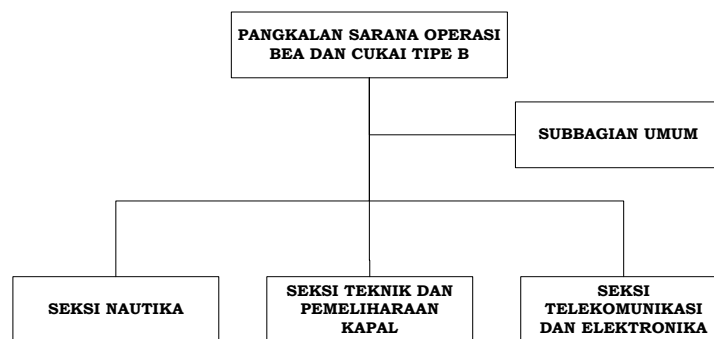 PANGKALAN SARANA OPERASI
BEA DAN CUKAI TIPE B
SUBBAGIAN UMUM
SEKSI NAUTIKA
SEKSI TEKNIK DAN
PEMELIHARAAN
KAPAL
SEKSI
TELEKOMUNIKASI
DAN ELEKTRONIKA